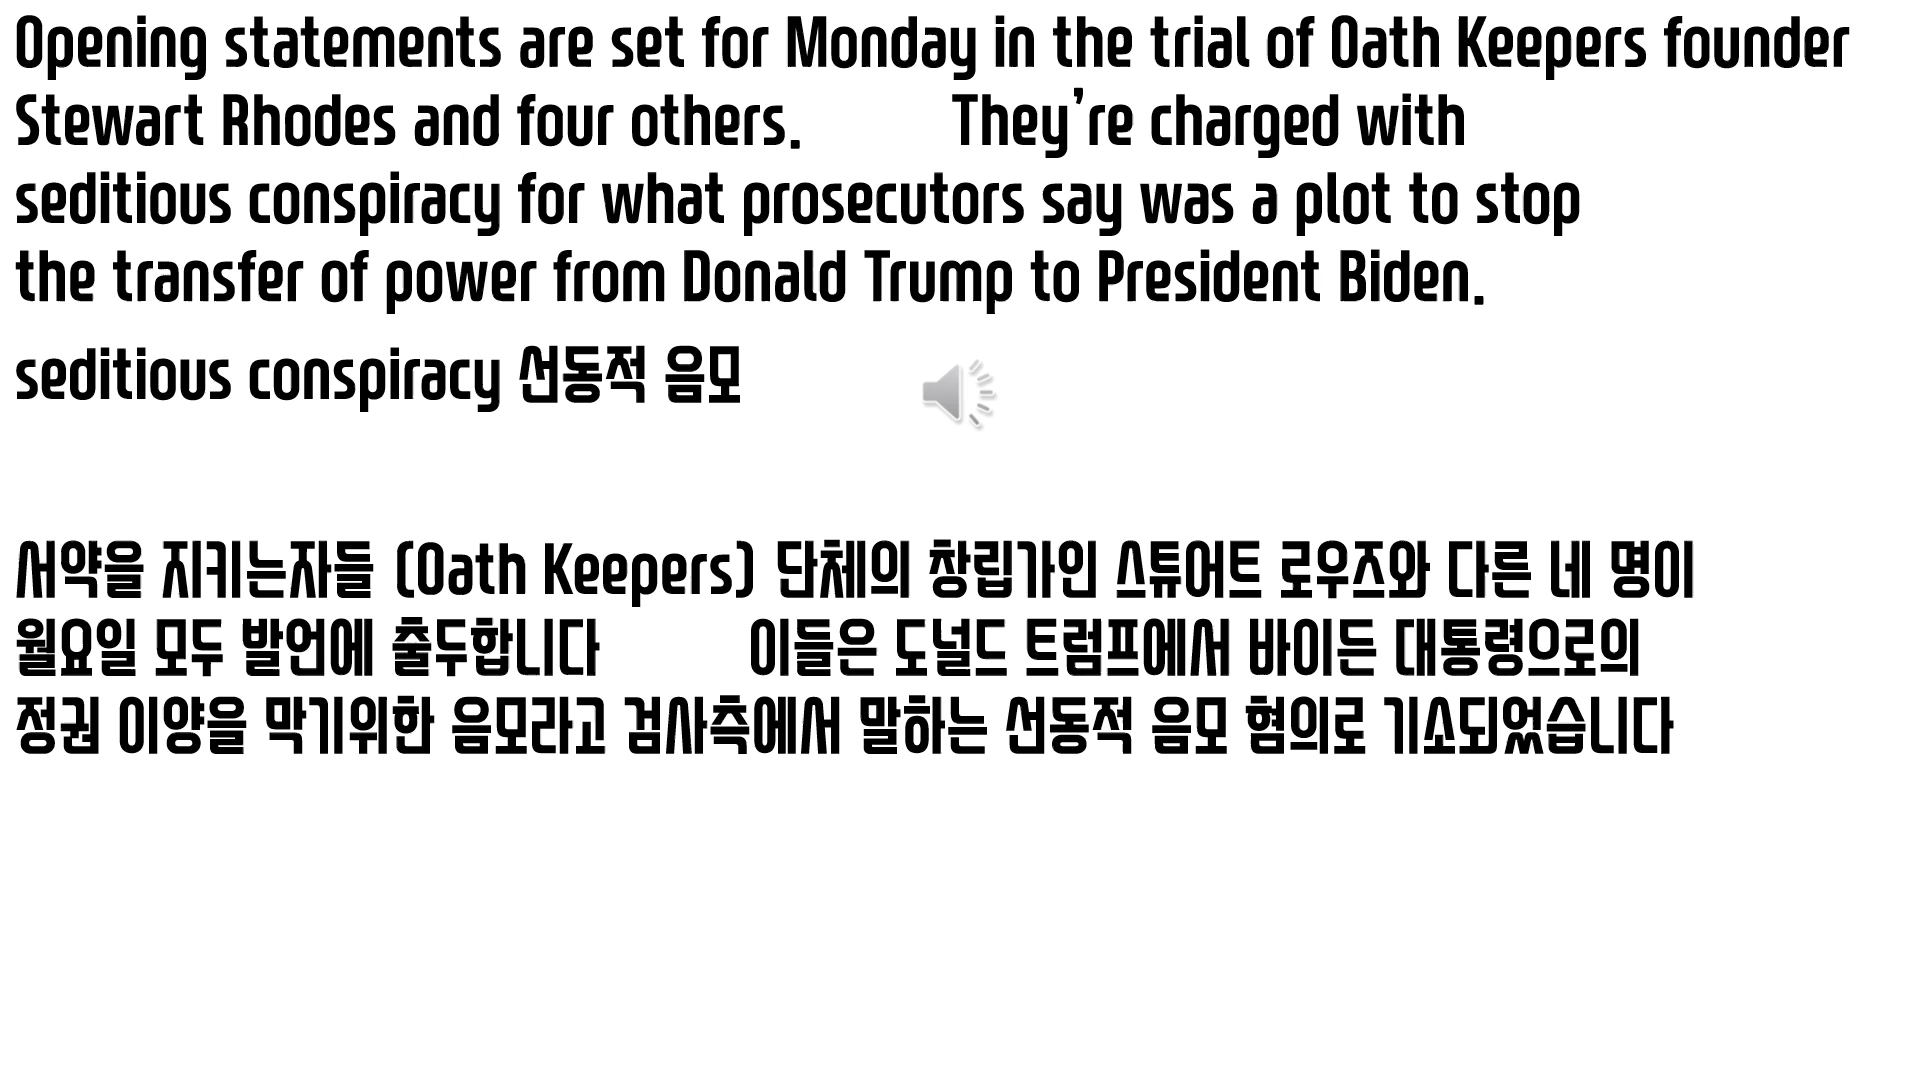 Opening statements are set for Monday in the trial of Oath Keepers founder
Stewart Rhodes and four others. They’re charged with
seditious conspiracy for what prosecutors say was a plot to stop
the transfer of power from Donald Trump to President Biden.
seditious conspiracy 선동적 음모
서약을 지키는자들 (Oath Keepers) 단체의 창립가인 스튜어트 로우즈와 다른 네 명이
월요일 모두 발언에 출두합니다 이들은 도널드 트럼프에서 바이든 대통령으로의
정권 이양을 막기위한 음모라고 검사측에서 말하는 선동적 음모 혐의로 기소되었습니다